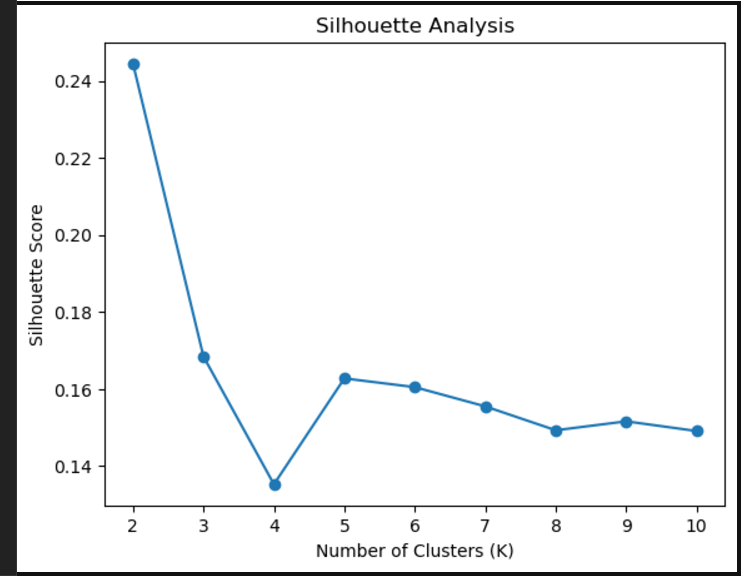 Silhouette Analysis
0.24
0.22
0.20
0.18
0.16
0.14
Silhouette Score
2 3 4 5 6 7 8 9 10
Number of Clusters (K)